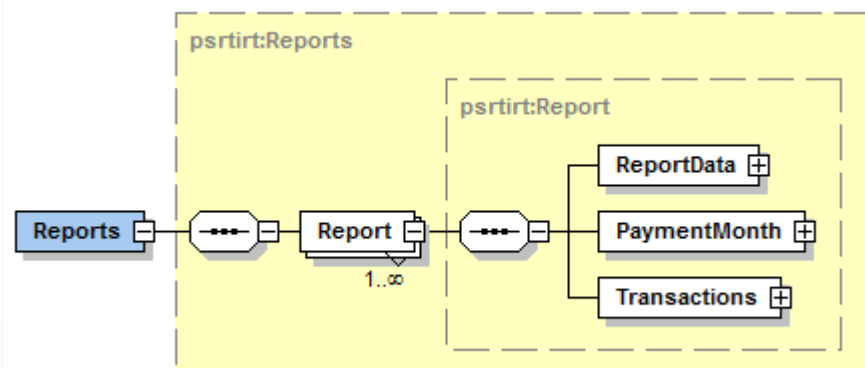 psrtirt:Reports
psrtirt:Report
ReportData
Reports
Report
PaymentMonth
1..∞
Transactions